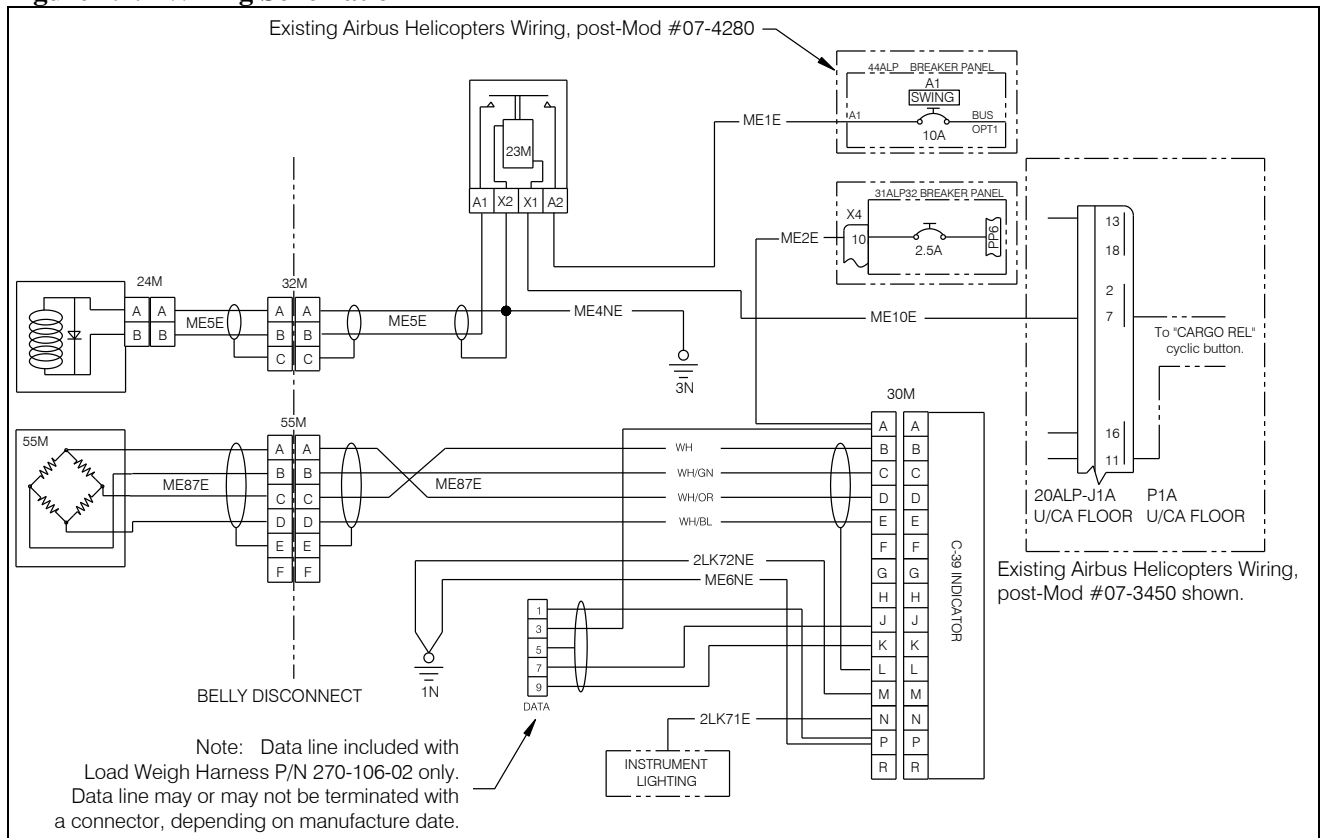 Existing Airbus Helicopters Wiring, post-Mod #07-4280
44ALP BREAKER PANEL
A1
SWING
A1
BUS
OPT1
10A
ME1E
23M
A1 X2 X1 A2
31ALP32 BREAKER PANEL
X4
10
2.5A
PP6
ME2E
13
18
2
7
16
11
To "CARGO REL"
cyclic button.
20ALP-J1A
U/CA FLOOR
P1A
U/CA FLOOR
Existing Airbus Helicopters Wiring,
post-Mod #07-3450 shown.
ME10E
24M
A A
B B
ME5E
32M
A A
B B
C C
ME5E
ME4NE
3N
55M
ME87E
55M
A A
B B
C C
D D
E E
F F
ME87E
WH
WH/GN
WH/OR
WH/BL
30M
A A
B B
C C
D D
E E
F F
G G
H H
J J
K K
L L
M M
N N
P P
R R
C-39 INDICATOR
2LK72NE
ME6NE
1N
1
3
5
7
9
DATA
2LK71E
INSTRUMENT
LIGHTING
BELLY DISCONNECT
Note: Data line included with
Load Weigh Harness P/N 270-106-02 only.
Data line may or may not be terminated with
a connector, depending on manufacture date.